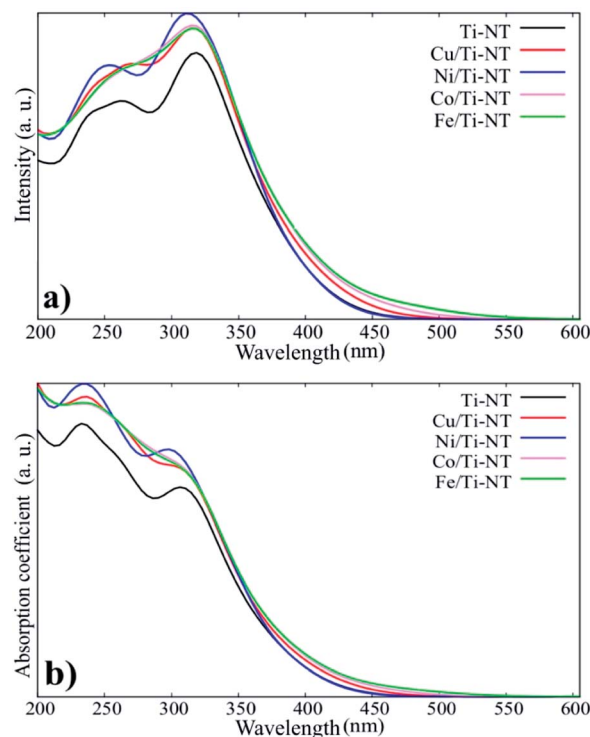 Ti-NT
Cu/Ti-NT
Ni/Ti-NT
Co/Ti-NT
Fe/Ti-NT
Intensity (a. u.)
a)
200 250 300 350 400 450 500 550 600
Wavelength (nm)
Ti-NT
Cu/Ti-NT
Ni/Ti-NT
Co/Ti-NT
Fe/Ti-NT
Absorption coefficient (a. u.)
b)
200 250 300 350 400 450 500 550 600
Wavelength (nm)